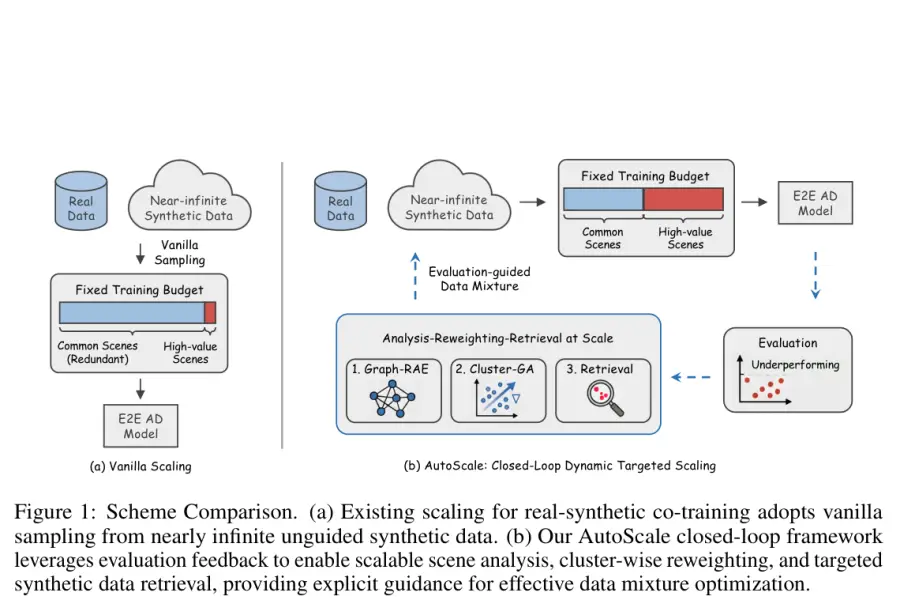 Real
Data
Near-infinite
Synthetic Data
Vanilla
Sampling
Fixed Training Budget
Common Scenes
(Redundant)
High-value
Scenes
E2E AD
Model
(a) Vanilla Scaling
Real
Data
Near-infinite
Synthetic Data
Fixed Training Budget
Common
Scenes
High-value
Scenes
E2E AD
Model
Evaluation-guided
Data Mixture
Analysis-Reweighting-Retrieval at Scale
1. Graph-RAE
2. Cluster-GA
3. Retrieval
Evaluation
Underperforming
(b) AutoScale: Closed-Loop Dynamic Targeted Scaling
Figure 1: Scheme Comparison. (a) Existing scaling for real-synthetic co-training adopts vanilla
sampling from nearly infinite unguided synthetic data. (b) Our AutoScale closed-loop framework
leverages evaluation feedback to enable scalable scene analysis, cluster-wise reweighting, and targeted
synthetic data retrieval, providing explicit guidance for effective data mixture optimization.